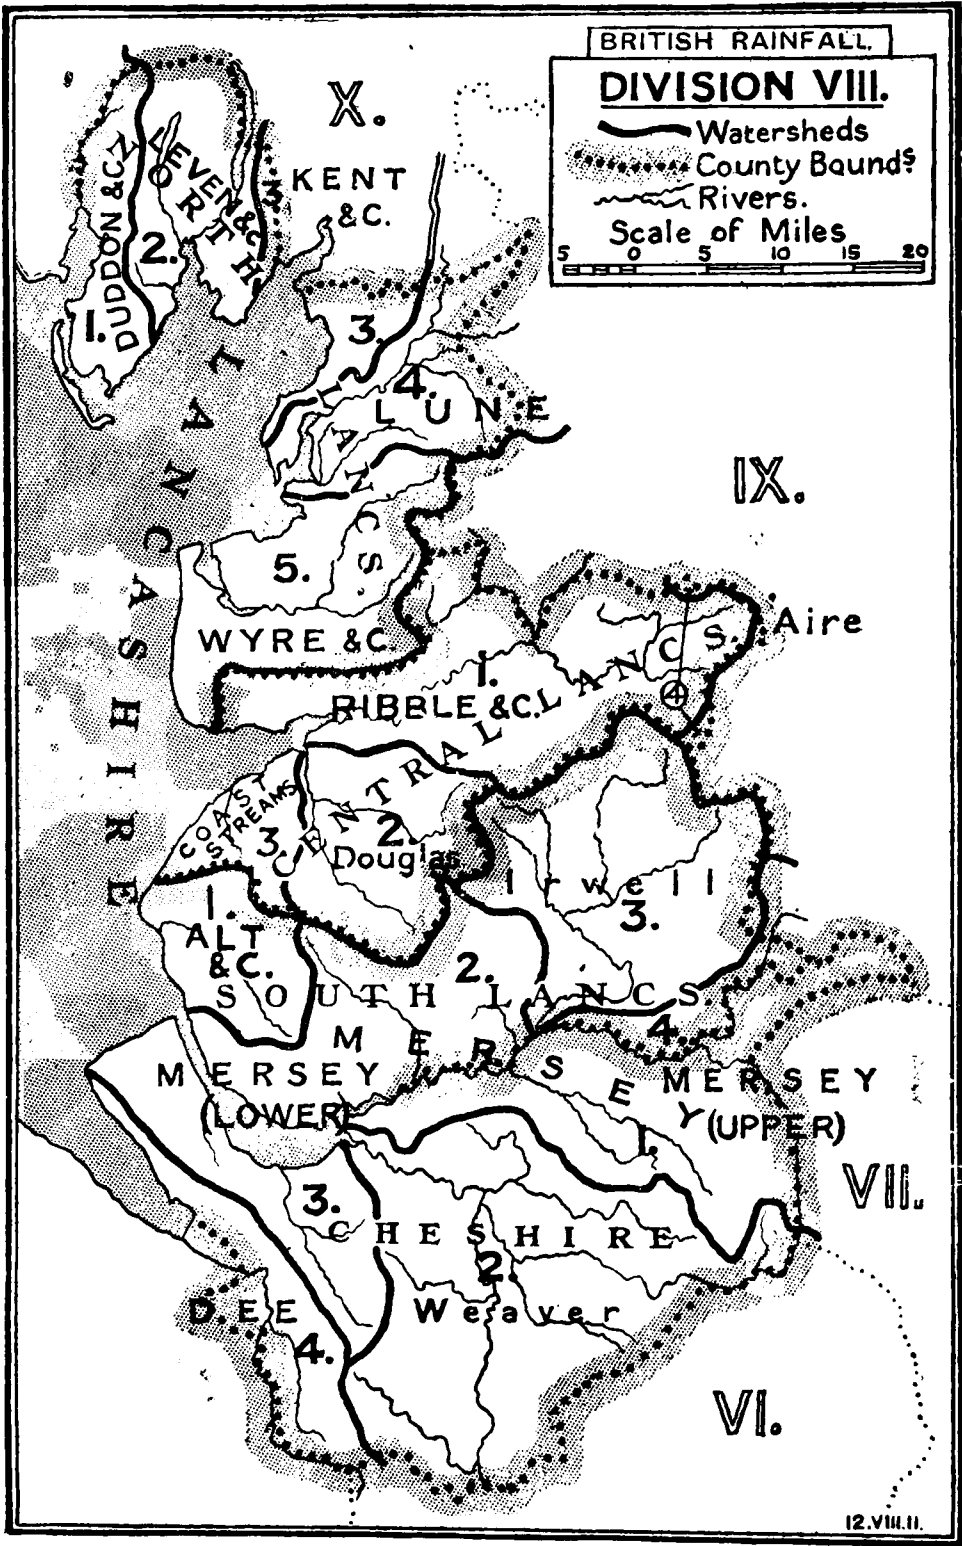 BRITISH RAINFALL.
DIVISION VIII.
Watersheds
County Bounds.
Rivers.
Scale of Miles
5 0 5 10 15 20
X.
KENT
&C.
N. LANCS.
NORTH
LEVEN &C.
DUDDON &C.
1.
2.
3.
3.
4.
LUNE
LANCS.
LANCASHIRE
IX.
5.
WYRE &C.
Aire
1.
RIBBLE &C.
4
CENTRAL LANCS.
COAST
STREAMS
3.
2.
Douglas
Irwell
3.
1.
ALT
&C.
2.
SOUTH LANCS.
4.
MERSEY
MERSEY
(LOWER)
MERSEY
(UPPER)
1.
VII.
3.
CHESHIRE
2.
Weaver
DEE
4.
VI.
12.VIII.11.